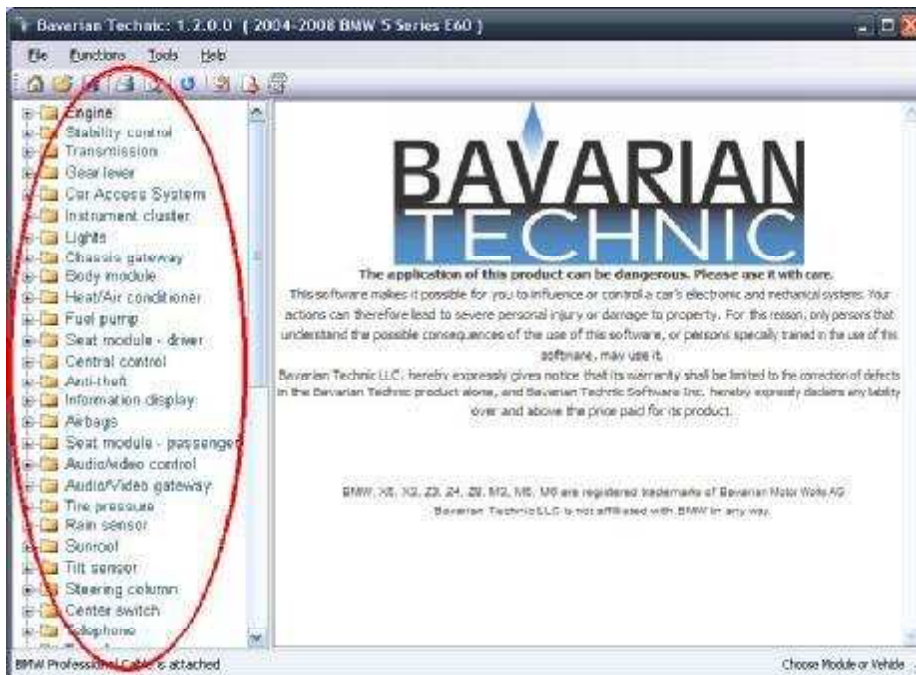 Bavarian Technic: 1.2.0.0 ( 2004-2008 BMW 5 Series E60 )
File Functions Tools Help
Engine
Stability control
Transmission
Gear lever
Car Access System
Instrument cluster
Lights
Chassis gateway
Body module
Heat/Air conditioner
Fuel pump
Seat module - driver
Central control
Anti-theft
Information display
Airbags
Seat module - passenger
Audio/video control
Audio/Video gateway
Tire pressure
Rain sensor
Sunroof
Tilt sensor
Steering column
Center switch
Telephone
BAVARIAN
TECHNIC
The application of this product can be dangerous. Please use it with care.
This software makes it possible for you to influence or control a car's electronic and mechanical systems. Your
actions can therefore lead to severe personal injury or damage to property. For this reason, only persons that
understand the possible consequences of the use of this software, or persons specially trained in the use of this
software, may use it.
Bavarian Technic LLC, hereby expressly gives notice that its warranty shall be limited to the correction of defects
in the Bavarian Technic product alone, and Bavarian Technic Software Inc, hereby expressly disclaims any liability
over and above the price paid for its product.
BMW, X5, X3, Z3, Z4, Z8, M3, M5, M6 are registered trademarks of Bavarian Motor Works AG
Bavarian Technic LLC is not affiliated with BMW in any way.
BMW Professional Cable is attached
Choose Module or Vehicle